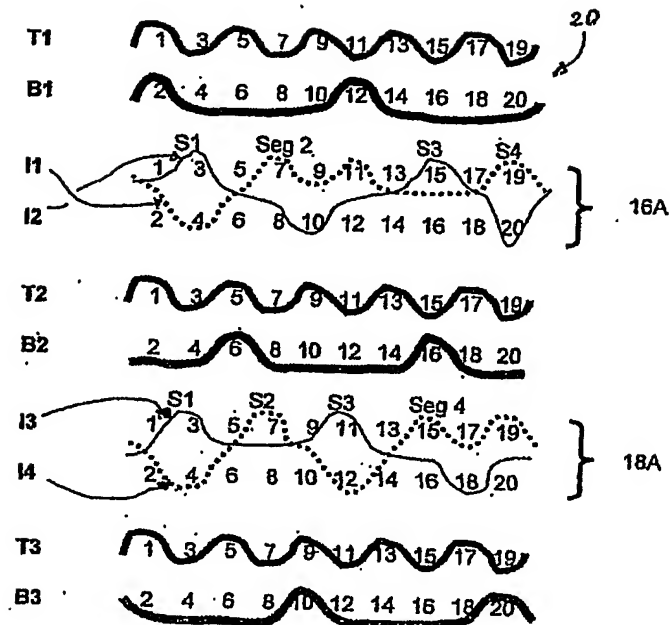 T1 1 3 5 7 9 11 13 15 17 19
20
B1 2 4 6 8 10 12 14 16 18 20
S1 Seg 2 S3 S4
I1 1 3 5 7 9 11 13 15 17 19
16A
I2 2 4 6 8 10 12 14 16 18 20
T2 1 3 5 7 9 11 13 15 17 19
B2 2 4 6 8 10 12 14 16 18 20
S1 S2 S3 Seg 4
I3 1 3 5 7 9 11 13 15 17 19
18A
I4 2 4 6 8 10 12 14 16 18 20
T3 1 3 5 7 9 11 13 15 17 19
B3 2 4 6 8 10 12 14 16 18 20